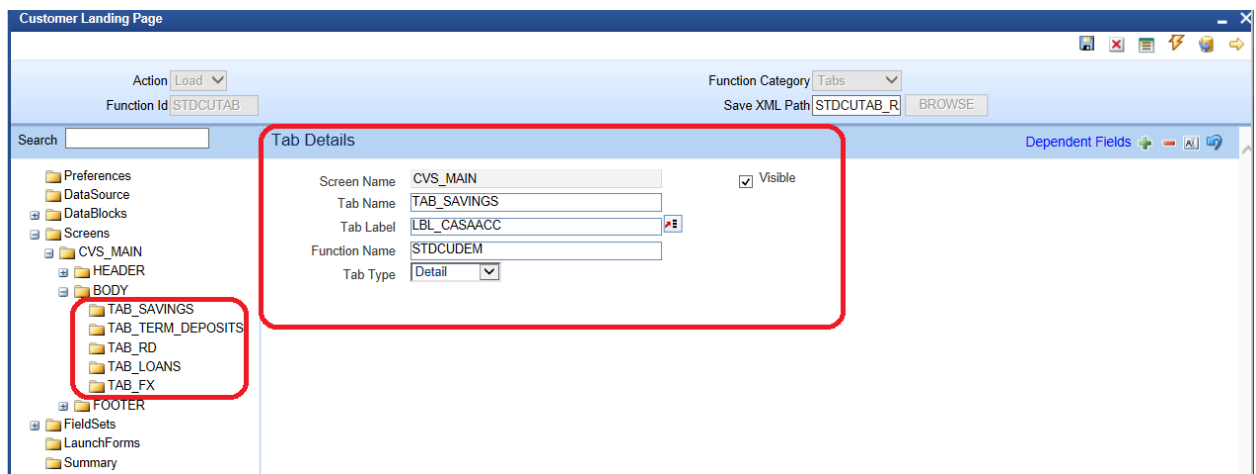 Customer Landing Page
Action Load
Function Category Tabs
Function Id STDCUTAB
Save XML Path STDCUTAB_R BROWSE
Search
Tab Details
Dependent Fields
Preferences
DataSource
DataBlocks
Screens
CVS_MAIN
HEADER
BODY
TAB_SAVINGS
TAB_TERM_DEPOSITS
TAB_RD
TAB_LOANS
TAB_FX
FOOTER
FieldSets
LaunchForms
Summary
Screen Name CVS_MAIN
Visible
Tab Name TAB_SAVINGS
Tab Label LBL_CASAACC
Function Name STDCUDEM
Tab Type Detail